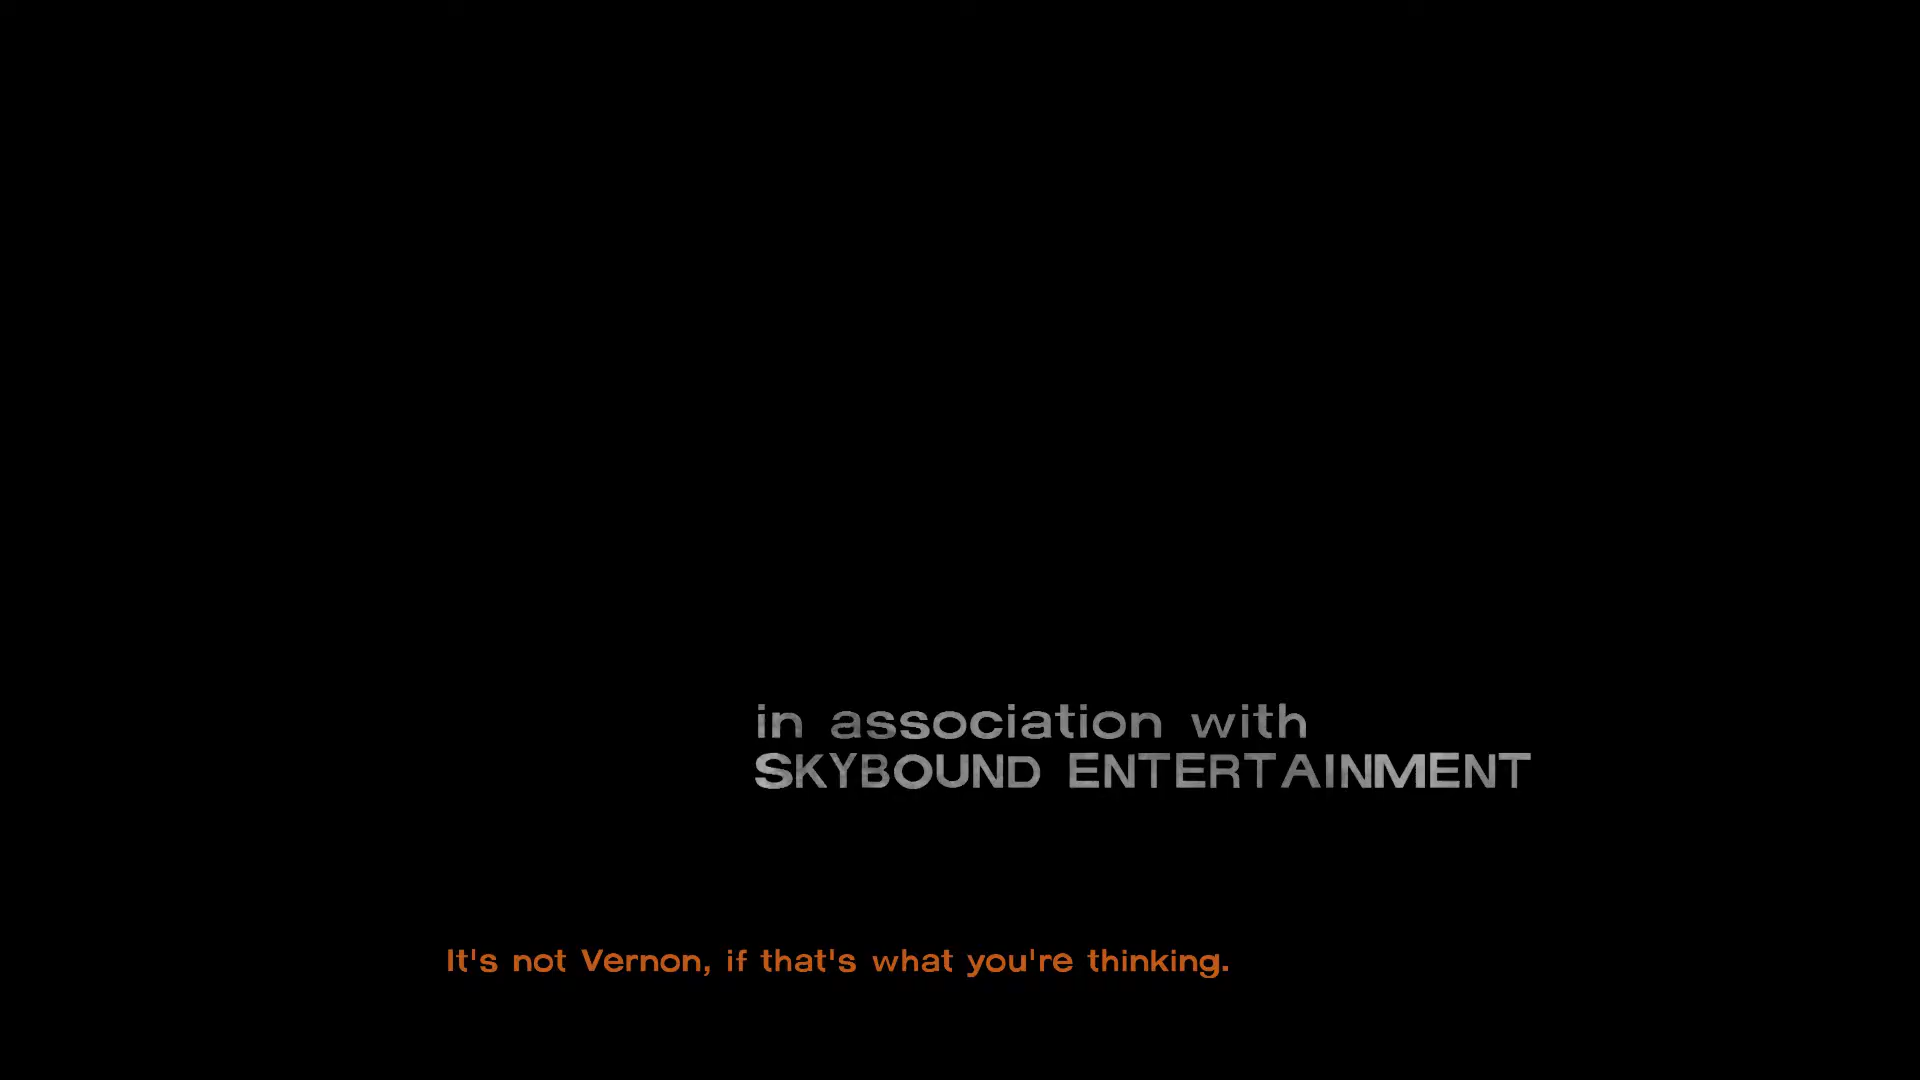 in association with
SKYBOUND ENTERTAINMENT
It's not Vernon, if that's what you're thinking.